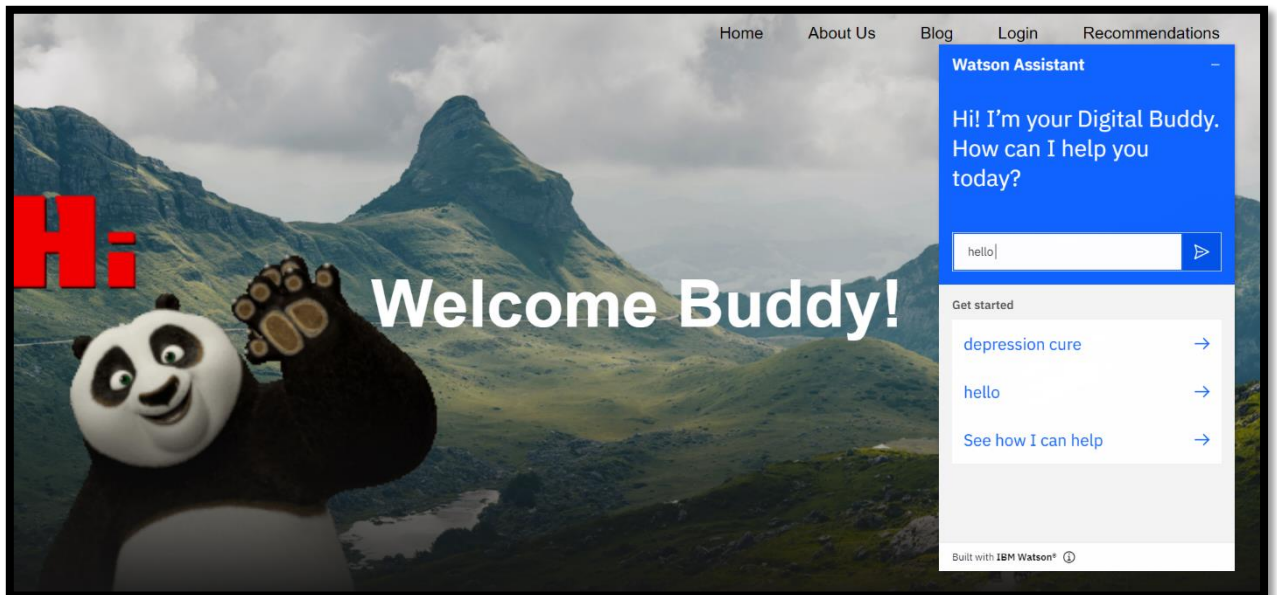 Home About Us Blog Login Recommendations
Watson Assistant
Hi! I'm your Digital Buddy.
How can I help you
today?
hello
Hi
Welcome Buddy!
Get started
depression cure
hello
See how I can help
Built with IBM Watson®